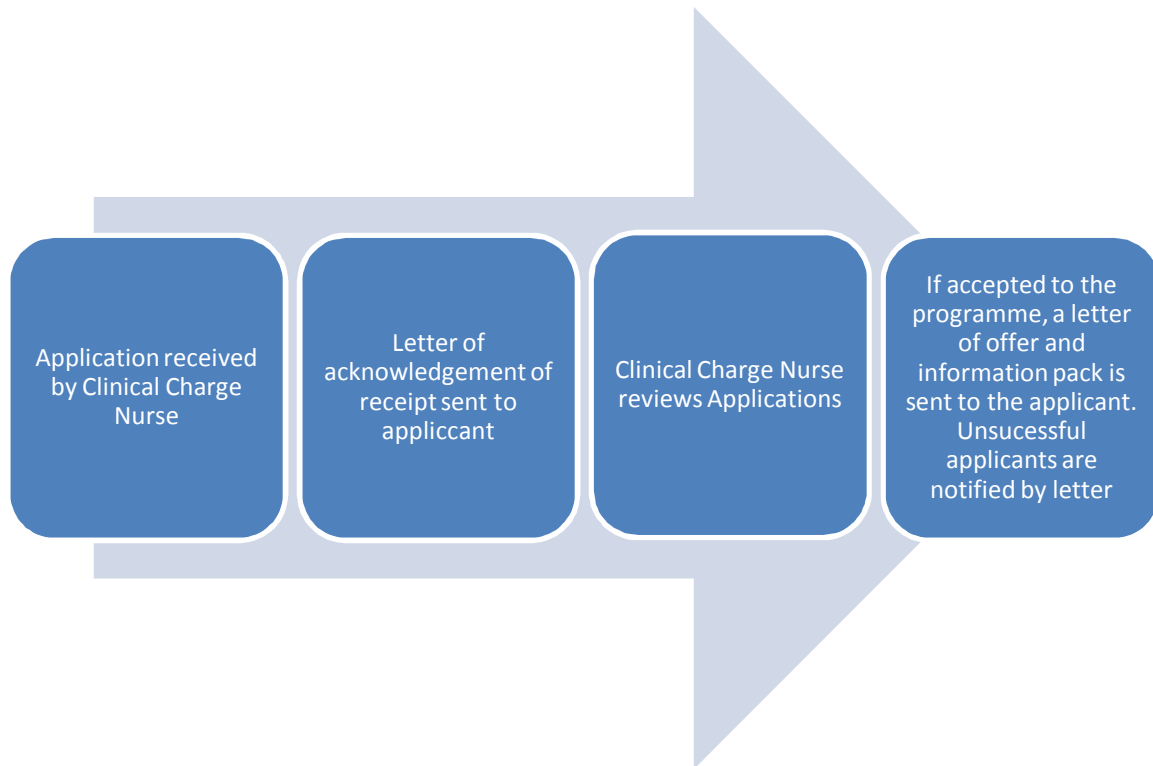 Application received
by Clinical Charge
Nurse
Letter of
acknowledgement of
receipt sent to
appliccant
Clinical Charge Nurse
reviews Applications
If accepted to the
programme, a letter
of offer and
information pack is
sent to the applicant.
Unsucessful
applicants are
notified by letter